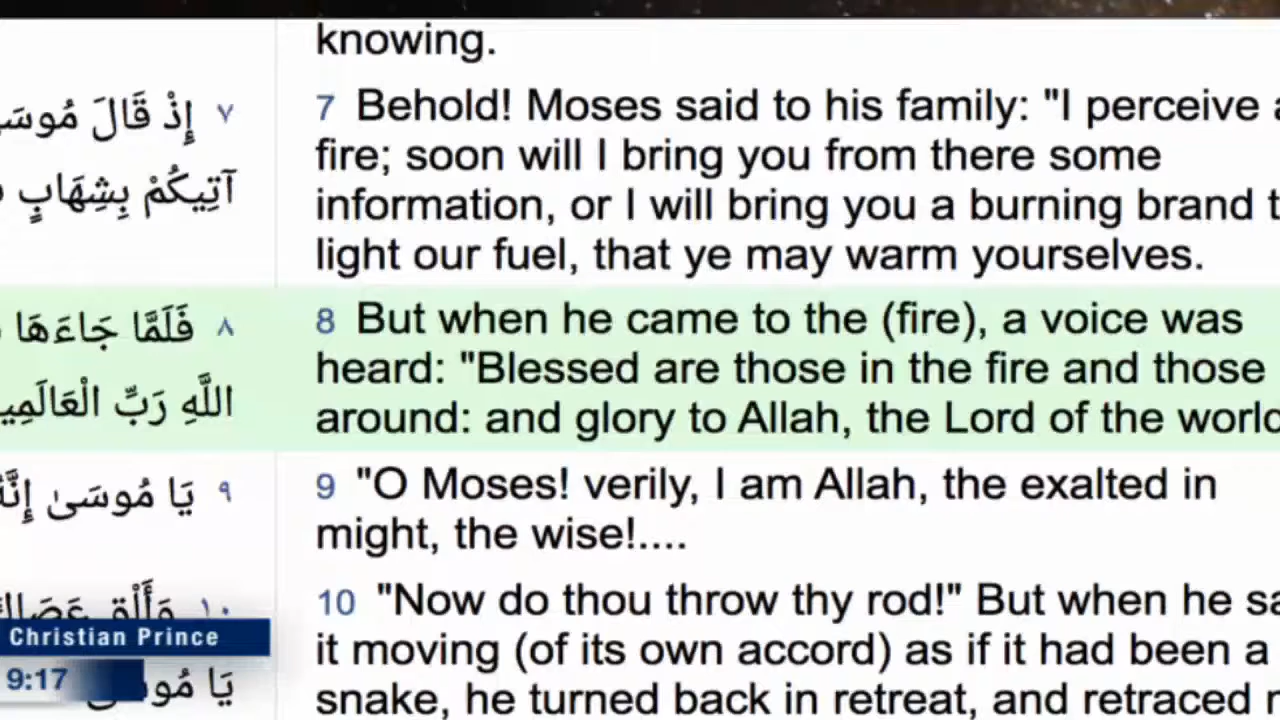 knowing.
٧ إِذْ قَالَ
آتِيكُمْ بِشِهَابٍ
7 Behold! Moses said to his family: "I perceive
fire; soon will I bring you from there some
information, or I will bring you a burning brand
light our fuel, that ye may warm yourselves.
٨ فَلَمَّا جَاءَهَا
اللَّهِ رَبِّ
8 But when he came to the (fire), a voice was
heard: "Blessed are those in the fire and those
around: and glory to Allah, the Lord of the
٩ يَا مُوسَىٰ
9 "O Moses! verily, I am Allah, the exalted in
might, the wise!....
١٠ وَأَلْقِ
يَا
10 "Now do thou throw thy rod!" But when he
it moving (of its own accord) as if it had been a
snake, he turned back in retreat, and retraced
Christian Prince
9:17